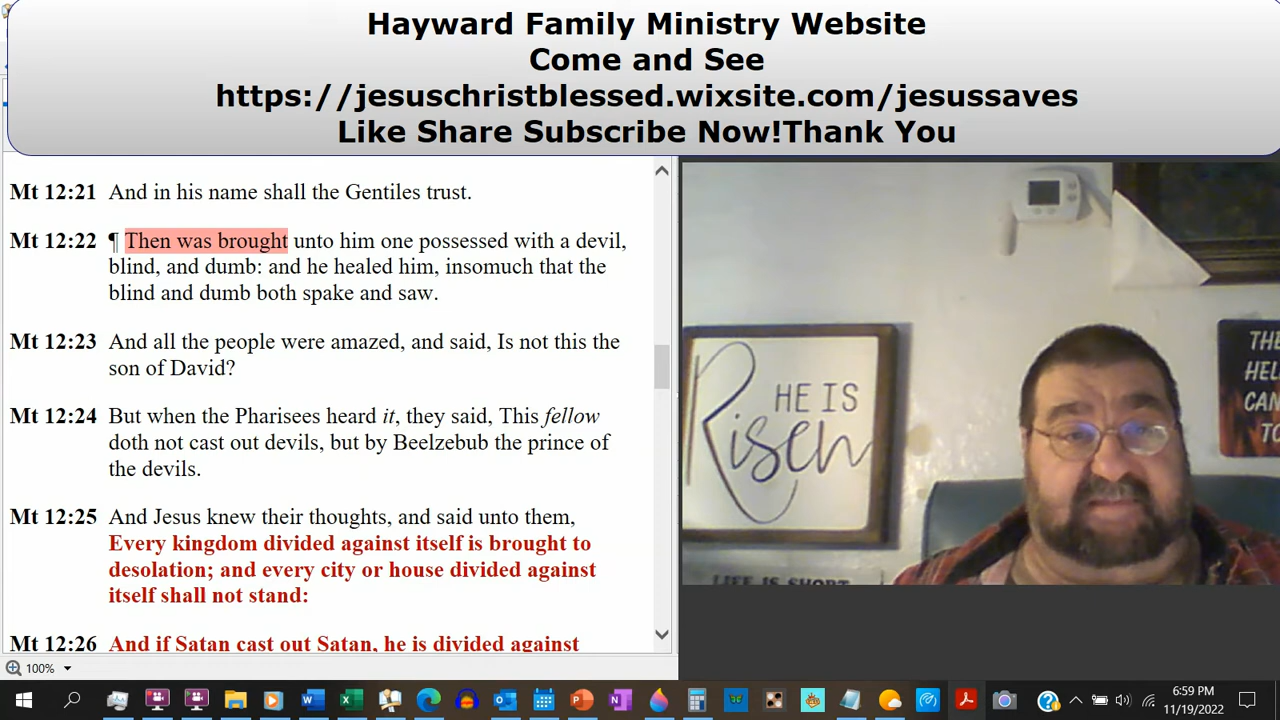 Hayward Family Ministry Website
Come and See
https://jesuschristblessed.wixsite.com/jesussaves
Like Share Subscribe Now!Thank You
Mt 12:21 And in his name shall the Gentiles trust.
Mt 12:22 ¶ Then was brought unto him one possessed with a devil,
blind, and dumb: and he healed him, insomuch that the
blind and dumb both spake and saw.
Mt 12:23 And all the people were amazed, and said, Is not this the
son of David?
Mt 12:24 But when the Pharisees heard it, they said, This fellow
doth not cast out devils, but by Beelzebub the prince of
the devils.
Mt 12:25 And Jesus knew their thoughts, and said unto them,
Every kingdom divided against itself is brought to
desolation; and every city or house divided against
itself shall not stand:
Mt 12:26 And if Satan cast out Satan, he is divided against
HE IS
Risen
LIFE IS SHORT
100%
6:59 PM
11/19/2022